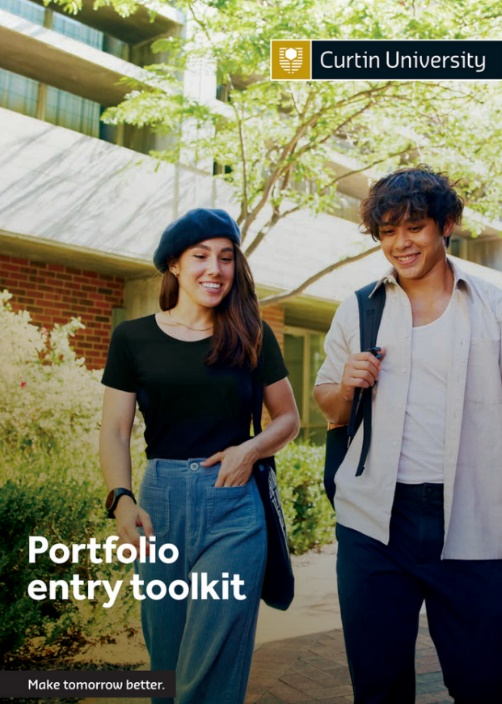 Curtin University
Portfolio
entry toolkit
Make tomorrow better.